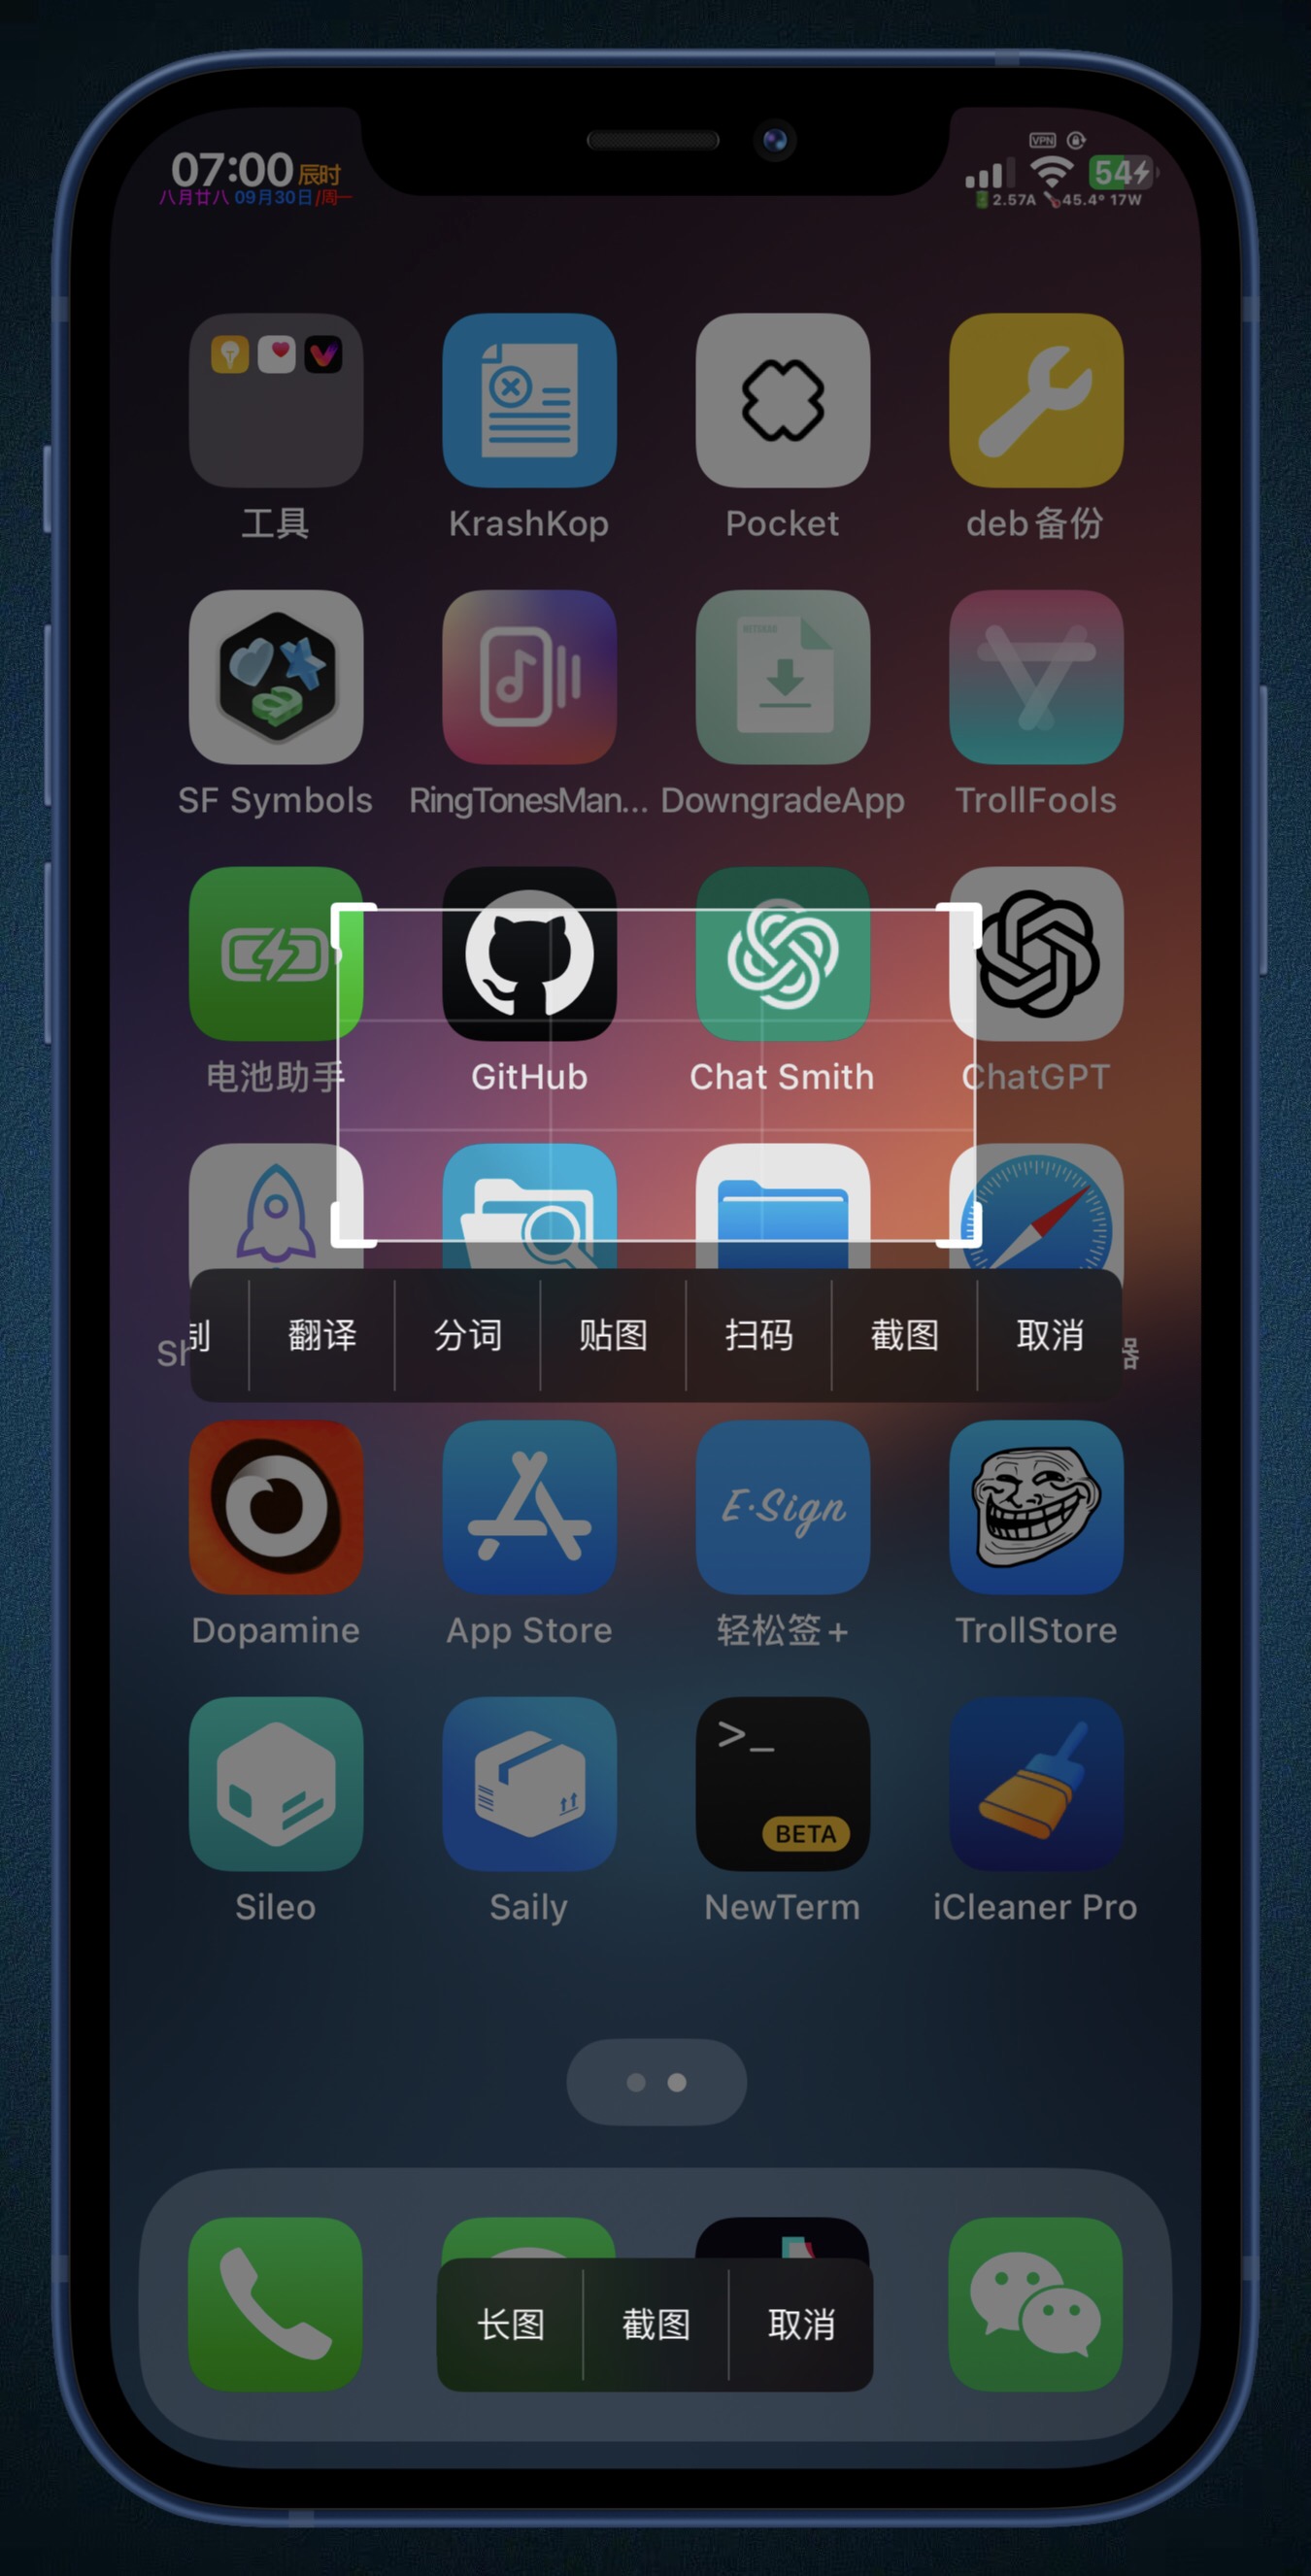 07:00 辰时
八月廿八 09月30日/周一
VPN
54
2.57A 45.4° 17W
工具 KrashKop Pocket deb备份
SF Symbols RingTonesMan... DowngradeApp TrollFools
电池助手 GitHub Chat Smith ChatGPT
翻译 分词 贴图 扫码 截图 取消
E·Sign
Dopamine App Store 轻松签+ TrollStore
>_
BETA
Sileo Saily NewTerm iCleaner Pro
长图 截图 取消